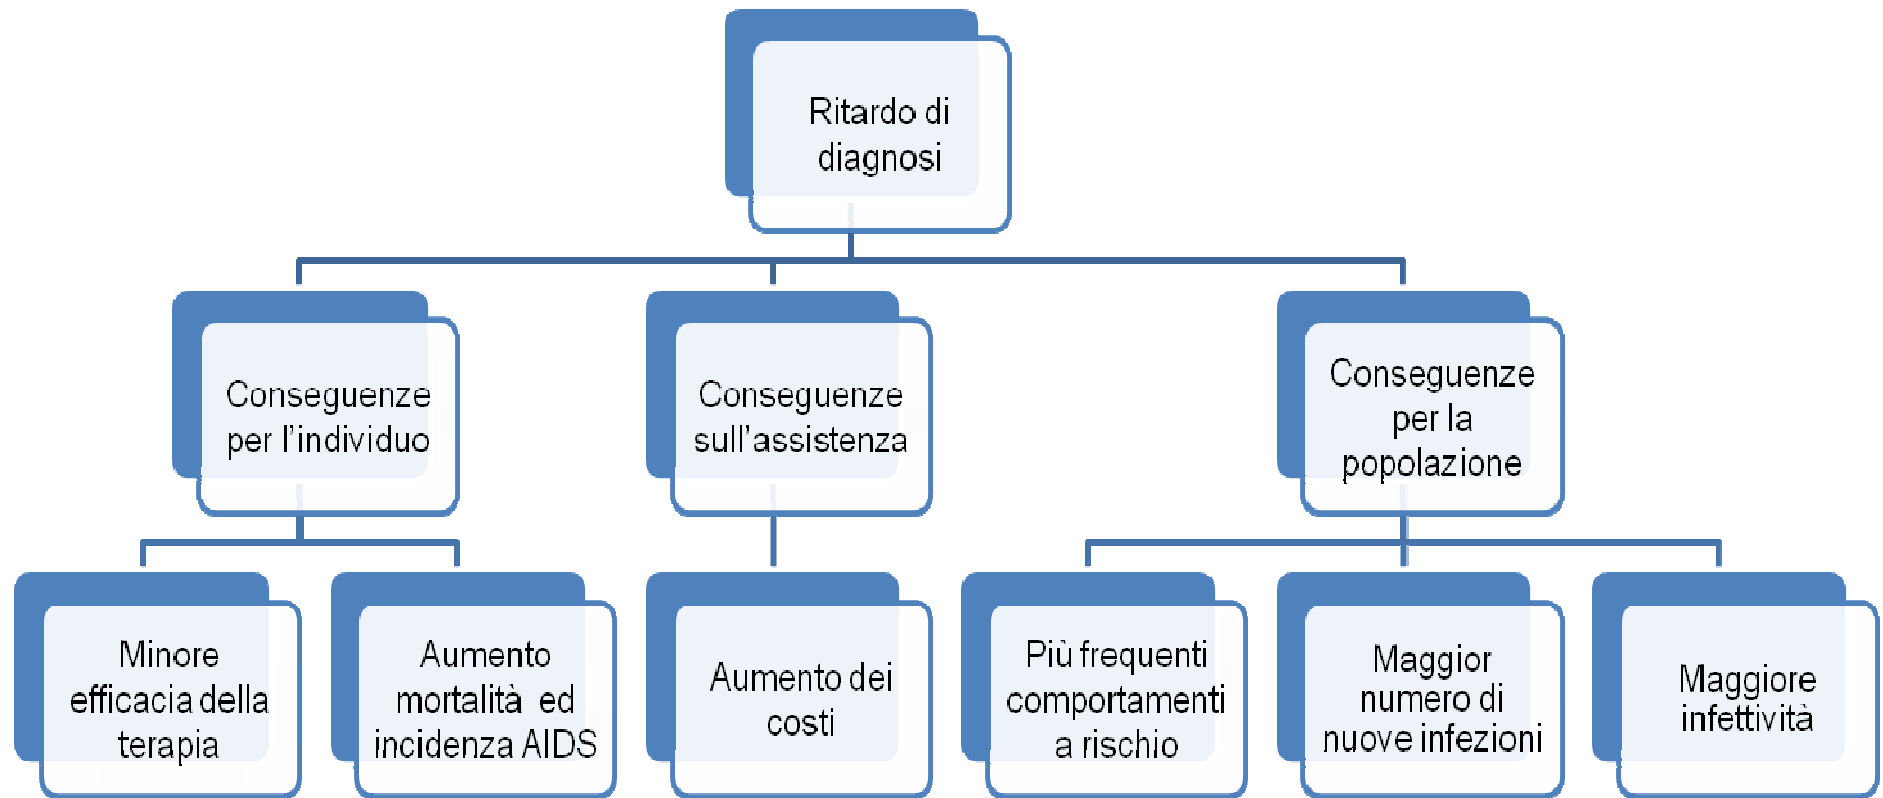 Ritardo di
diagnosi
Conseguenze
per l'individuo
Conseguenze
sull'assistenza
Conseguenze
per la
popolazione
Minore
efficacia della
terapia
Aumento
mortalità ed
incidenza AIDS
Aumento dei
costi
Più frequenti
comportamenti
a rischio
Maggior
numero di
nuove infezioni
Maggiore
infettività